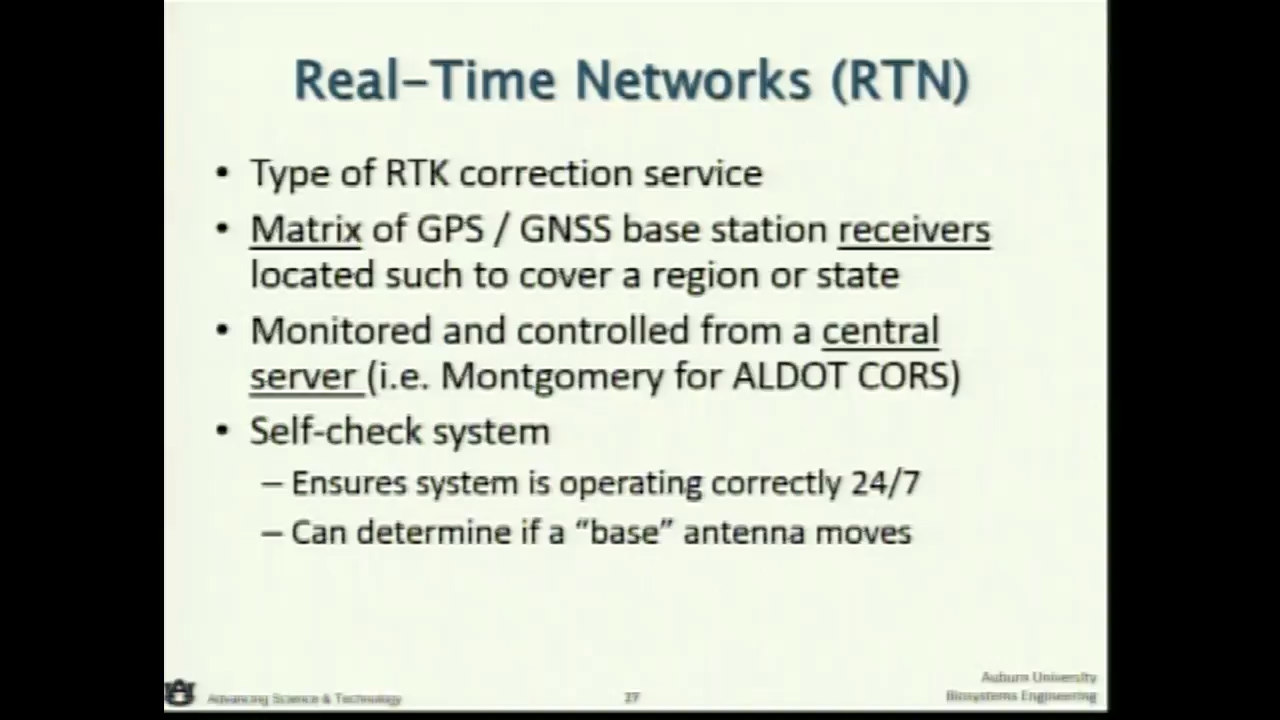 Real-Time Networks (RTN)
• Type of RTK correction service
• Matrix of GPS / GNSS base station receivers
located such to cover a region or state
• Monitored and controlled from a central
server (i.e. Montgomery for ALDOT CORS)
• Self-check system
– Ensures system is operating correctly 24/7
– Can determine if a “base” antenna moves
Advancing Science & Technology
27
Auburn University
Biosystems Engineering